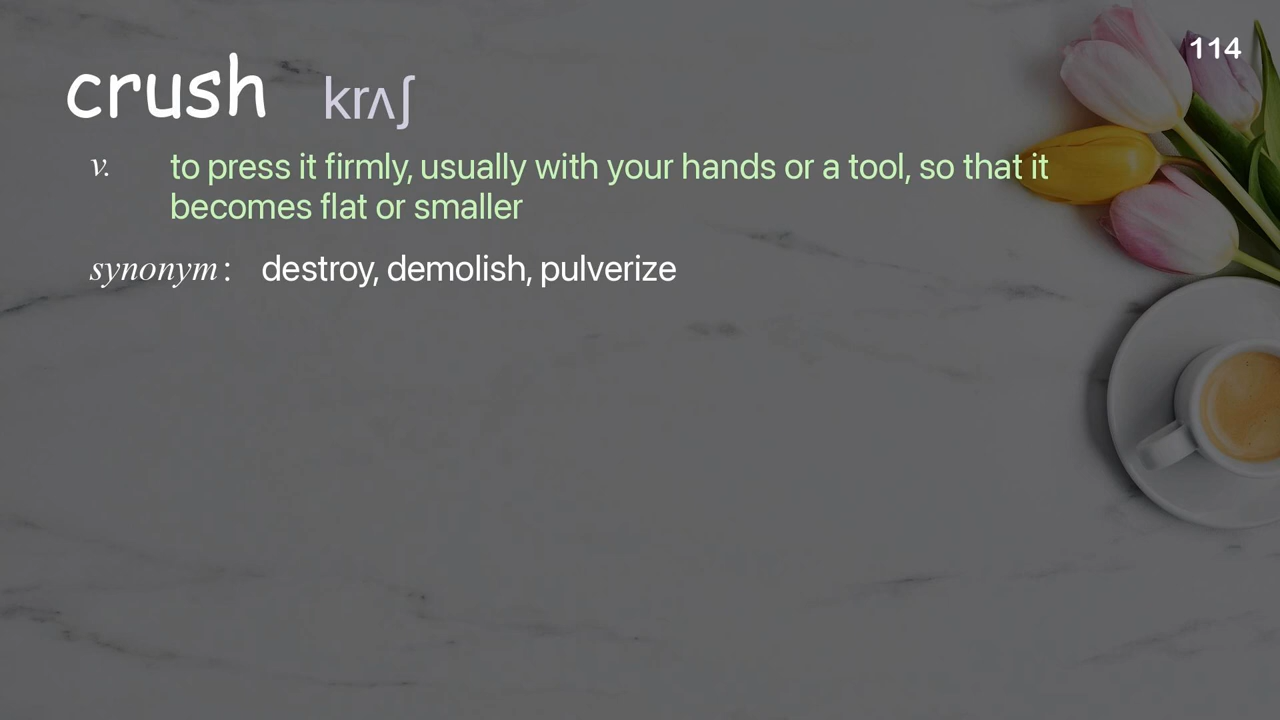 114
crush krʌʃ
v. to press it firmly, usually with your hands or a tool, so that it
becomes flat or smaller
synonym: destroy, demolish, pulverize